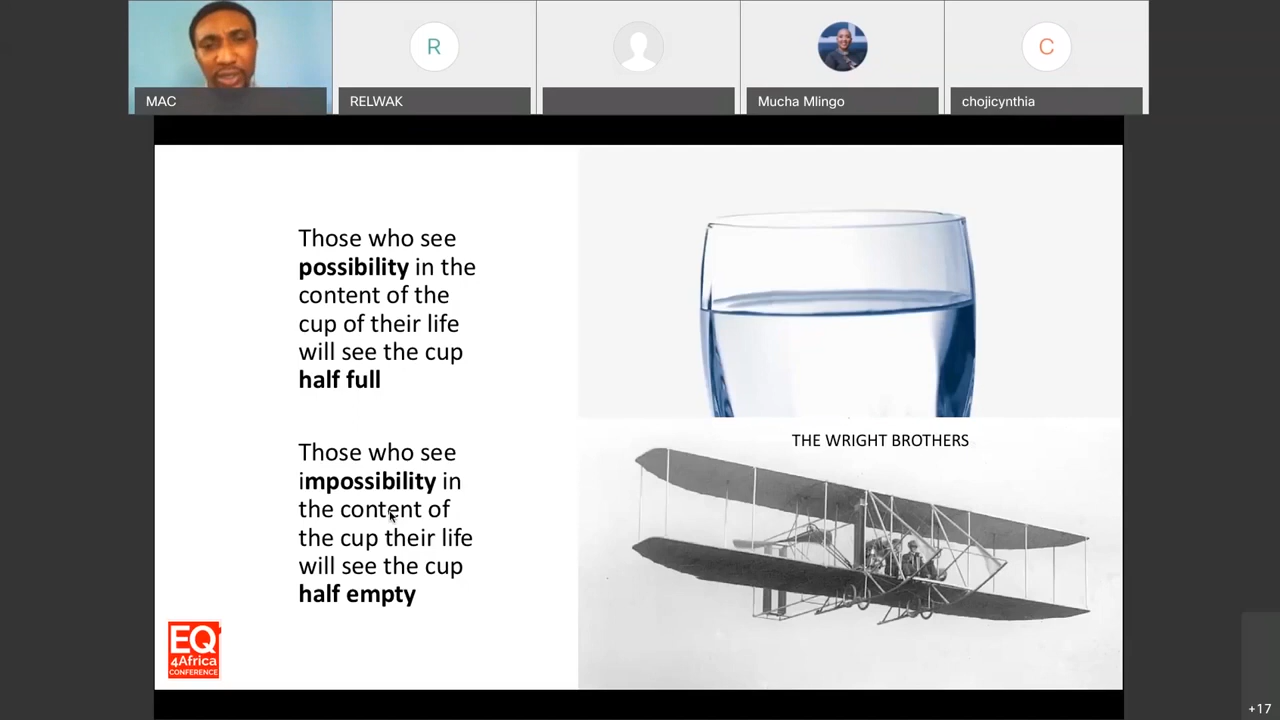 R
C
MAC
RELWAK
Mucha Mlingo
chojicynthia
Those who see
possibility in the
content of the
cup of their life
will see the cup
half full
THE WRIGHT BROTHERS
Those who see
impossibility in
the content of
the cup their life
will see the cup
half empty
EQ
4Africa
CONFERENCE
+17